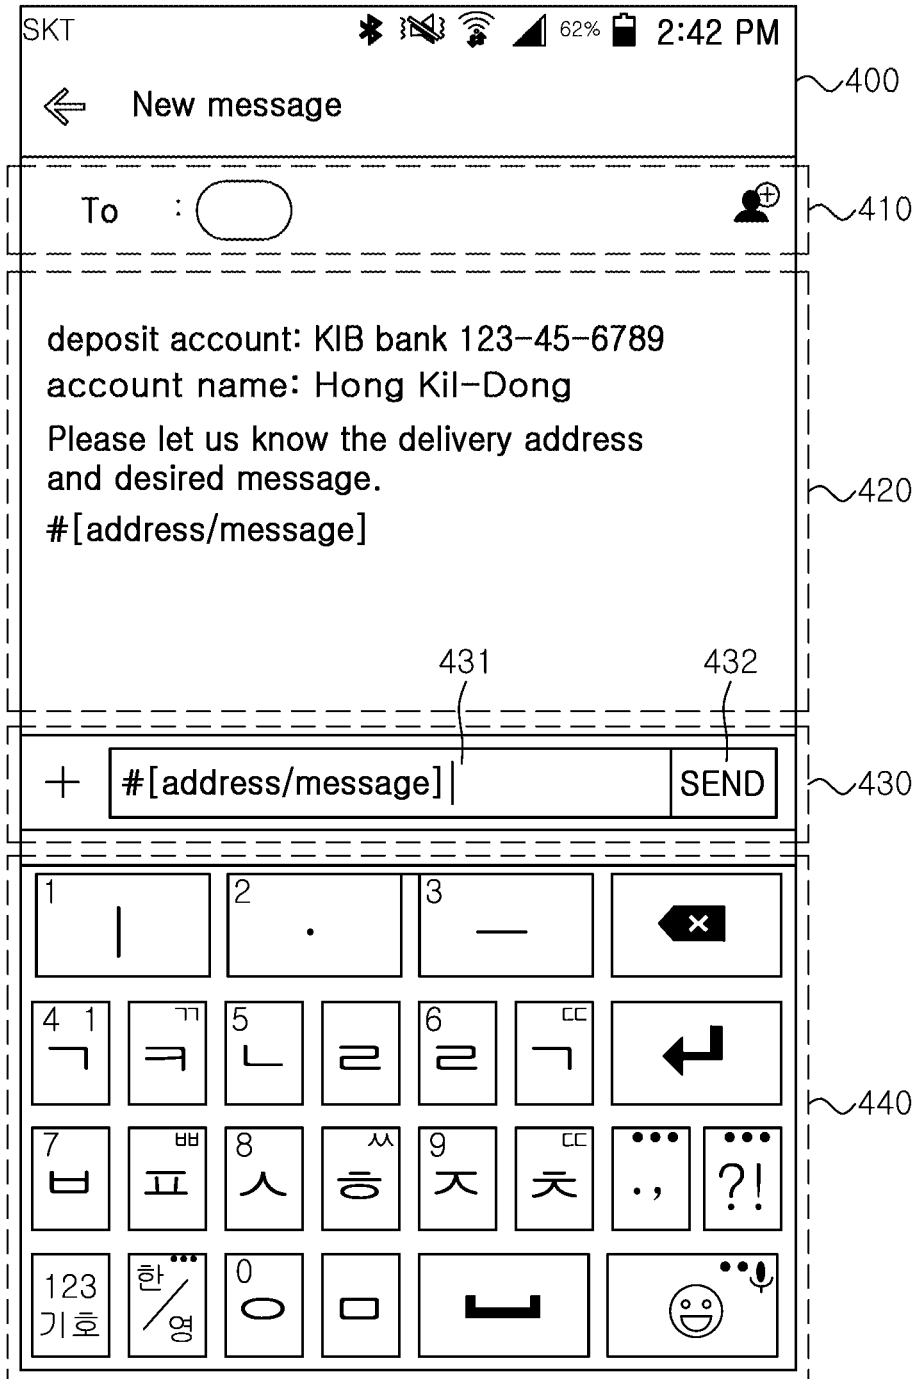 SKT 62% 2:42 PM
400
New message
To :
410
deposit account: KIB bank 123-45-6789
account name: Hong Kil-Dong
Please let us know the delivery address
and desired message.
#[address/message]
420
431 432
#[address/message] SEND
430
1 ㅣ 2 · 3 ㅡ
4 1 ㄱ ㄲ ㅋ 5 ㄴ ㄹ 6 ㄹ ㄸ ㄱ
440
7 ㅂ ㅃ ㅍ 8 ㅅ ㅆ ㅎ 9 ㅈ ㄸ ㅊ ., ?!
123 한/영 0 ㅇ ㅁ
기호